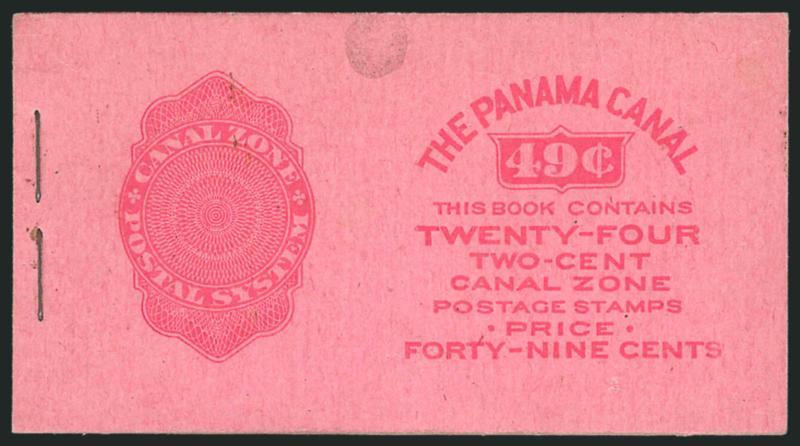 CANAL ZONE
POSTAL SYSTEM
THE PANAMA CANAL
49¢
THIS BOOK CONTAINS
TWENTY-FOUR
TWO-CENT
CANAL ZONE
POSTAGE STAMPS
• PRICE •
FORTY-NINE CENTS